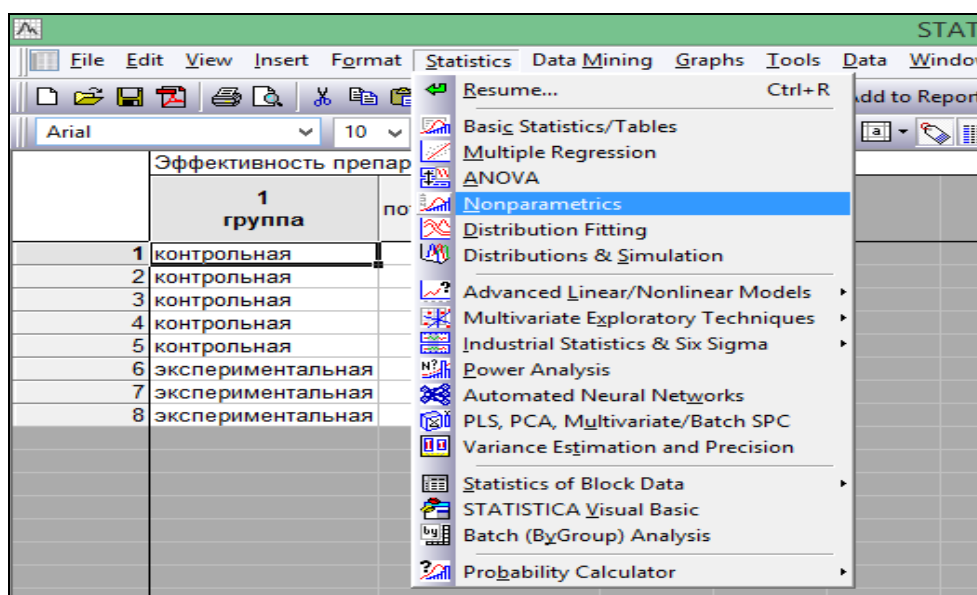 STAT
File Edit View Insert Format Statistics Data Mining Graphs Tools Data Window
Resume... Ctrl+R
Add to Report
Arial 10
Basic Statistics/Tables
Multiple Regression
ANOVA
Nonparametrics
Distribution Fitting
Distributions & Simulation
Advanced Linear/Nonlinear Models
Multivariate Exploratory Techniques
Industrial Statistics & Six Sigma
Power Analysis
Automated Neural Networks
PLS, PCA, Multivariate/Batch SPC
Variance Estimation and Precision
Statistics of Block Data
STATISTICA Visual Basic
Batch (ByGroup) Analysis
Probability Calculator
Эффективность препар
1
группа
по
1 контрольная
2 контрольная
3 контрольная
4 контрольная
5 контрольная
6 экспериментальная
7 экспериментальная
8 экспериментальная